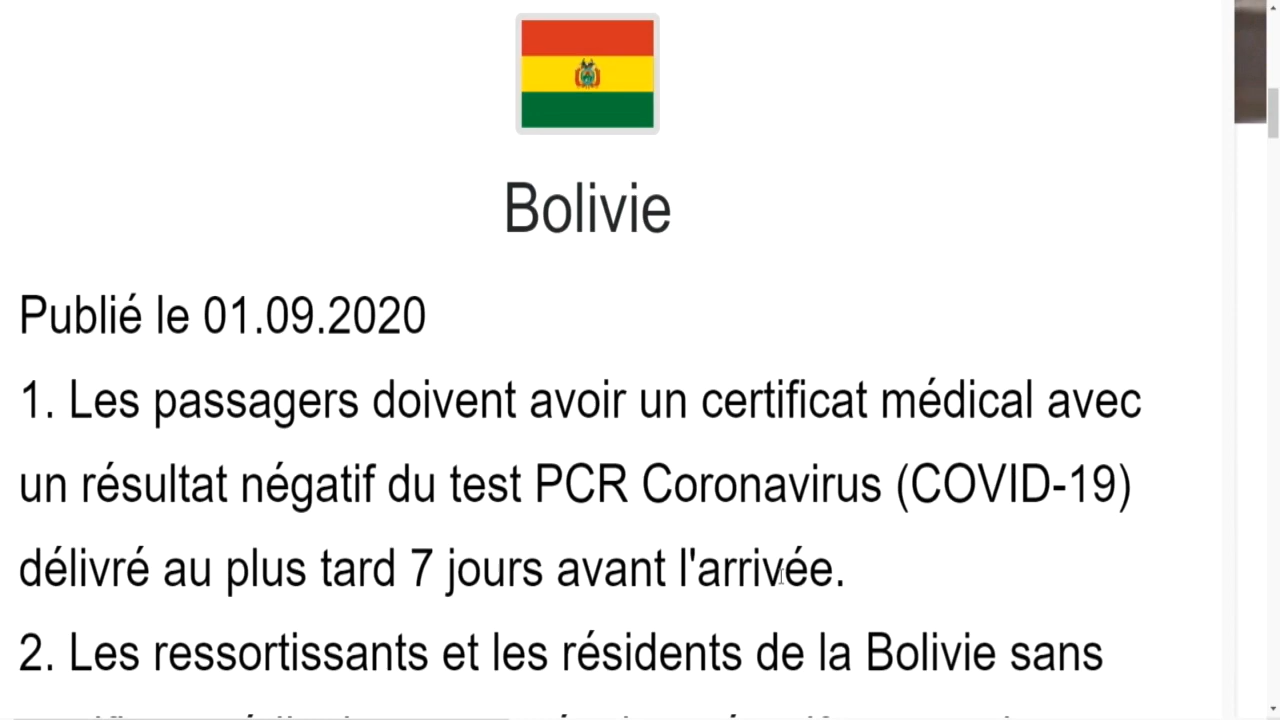 Bolivie
Publié le 01.09.2020
1. Les passagers doivent avoir un certificat médical avec
un résultat négatif du test PCR Coronavirus (COVID-19)
délivré au plus tard 7 jours avant l'arrivée.
2. Les ressortissants et les résidents de la Bolivie sans